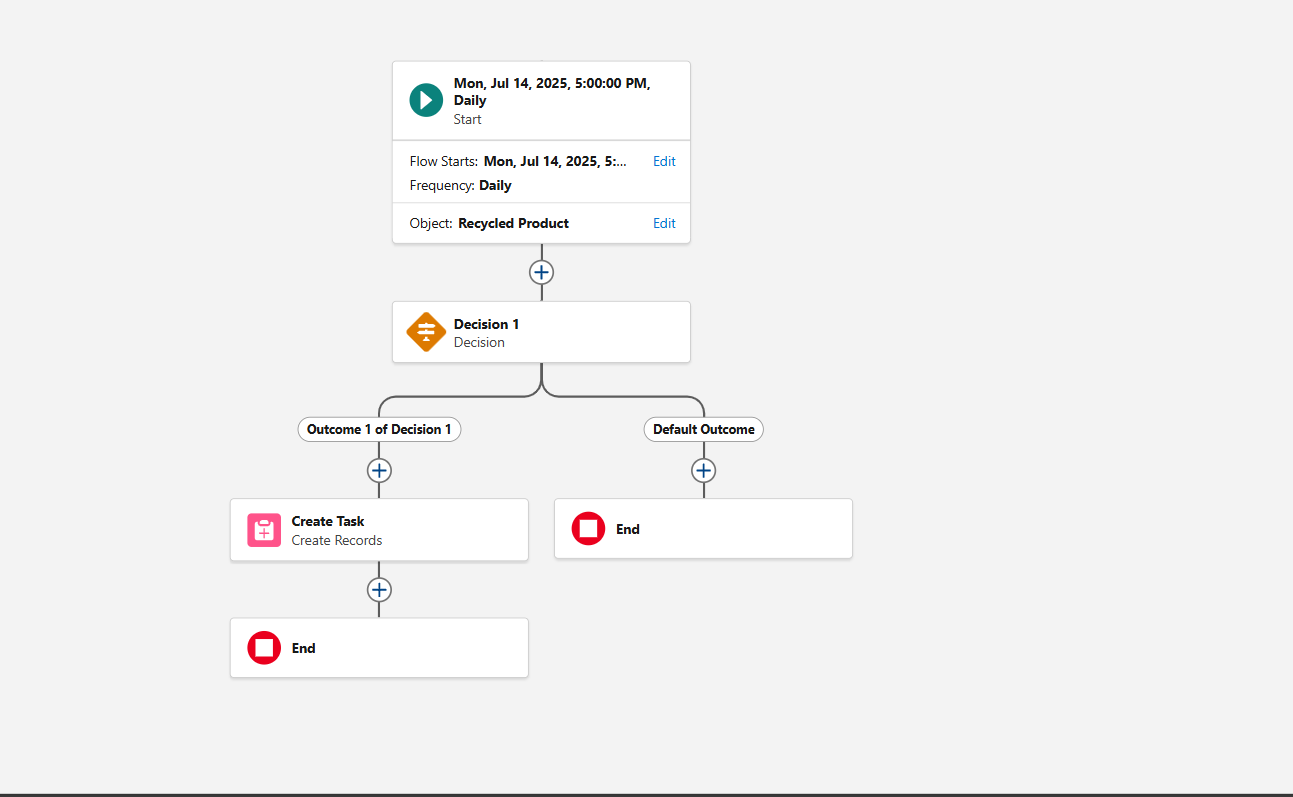 Mon, Jul 14, 2025, 5:00:00 PM,
Daily
Start
Flow Starts: Mon, Jul 14, 2025, 5:... Edit
Frequency: Daily
Object: Recycled Product Edit
Decision 1
Decision
Outcome 1 of Decision 1
Default Outcome
Create Task
Create Records
End
End